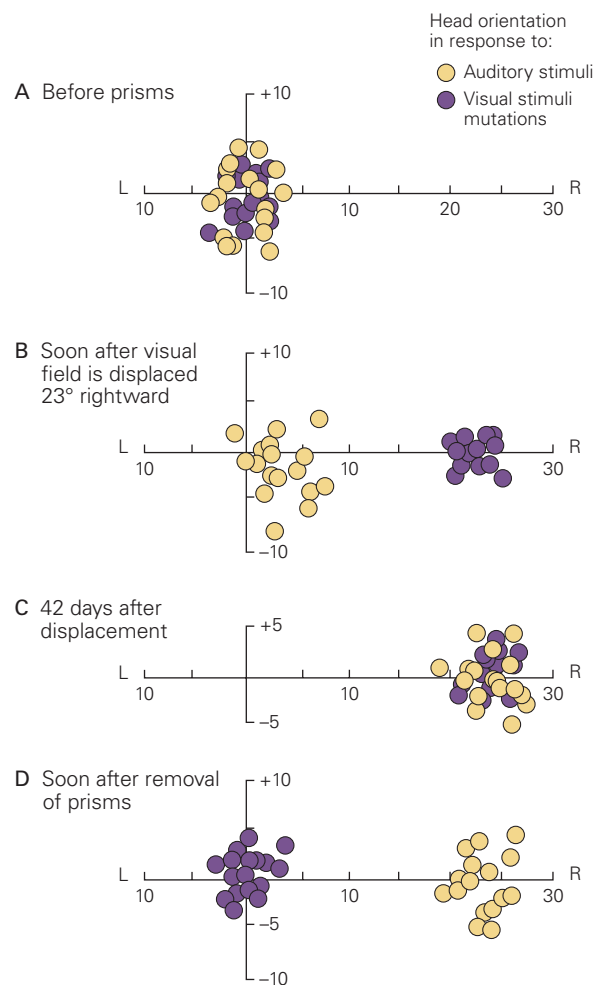 Head orientation
in response to:
Auditory stimuli
Visual stimuli
mutations
A Before prisms
+10
L R
10 10 20 30
–10
B Soon after visual
field is displaced
23° rightward
+10
L R
10 10 30
–10
C 42 days after
displacement
+5
L R
10 10 30
–5
D Soon after removal
of prisms
+10
L R
10 10 30
–5
–10